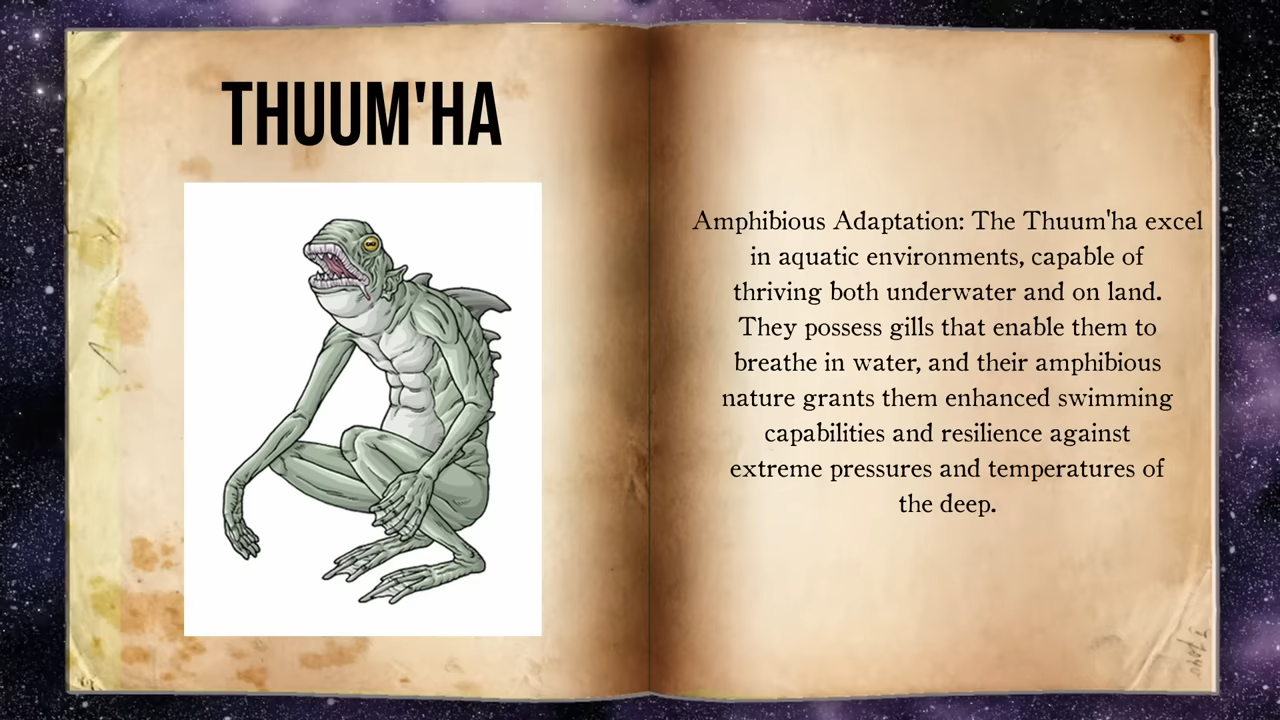 THUUM'HA
Amphibious Adaptation: The Thuum'ha excel
in aquatic environments, capable of
thriving both underwater and on land.
They possess gills that enable them to
breathe in water, and their amphibious
nature grants them enhanced swimming
capabilities and resilience against
extreme pressures and temperatures of
the deep.